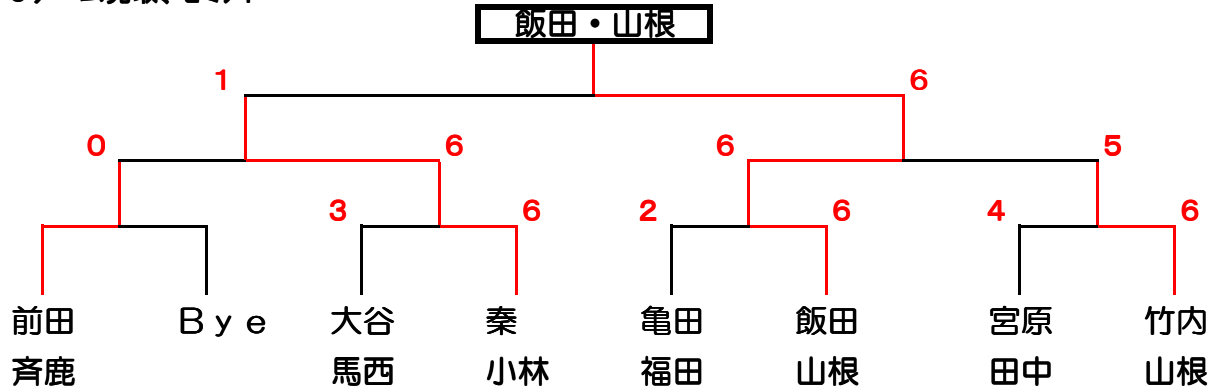 飯田・山根
1 6
0 6 6 5
3 6 2 6 4 6
前田 Bye 大谷 秦 亀田 飯田 宮原 竹内
斉鹿 馬西 小林 福田 山根 田中 山根